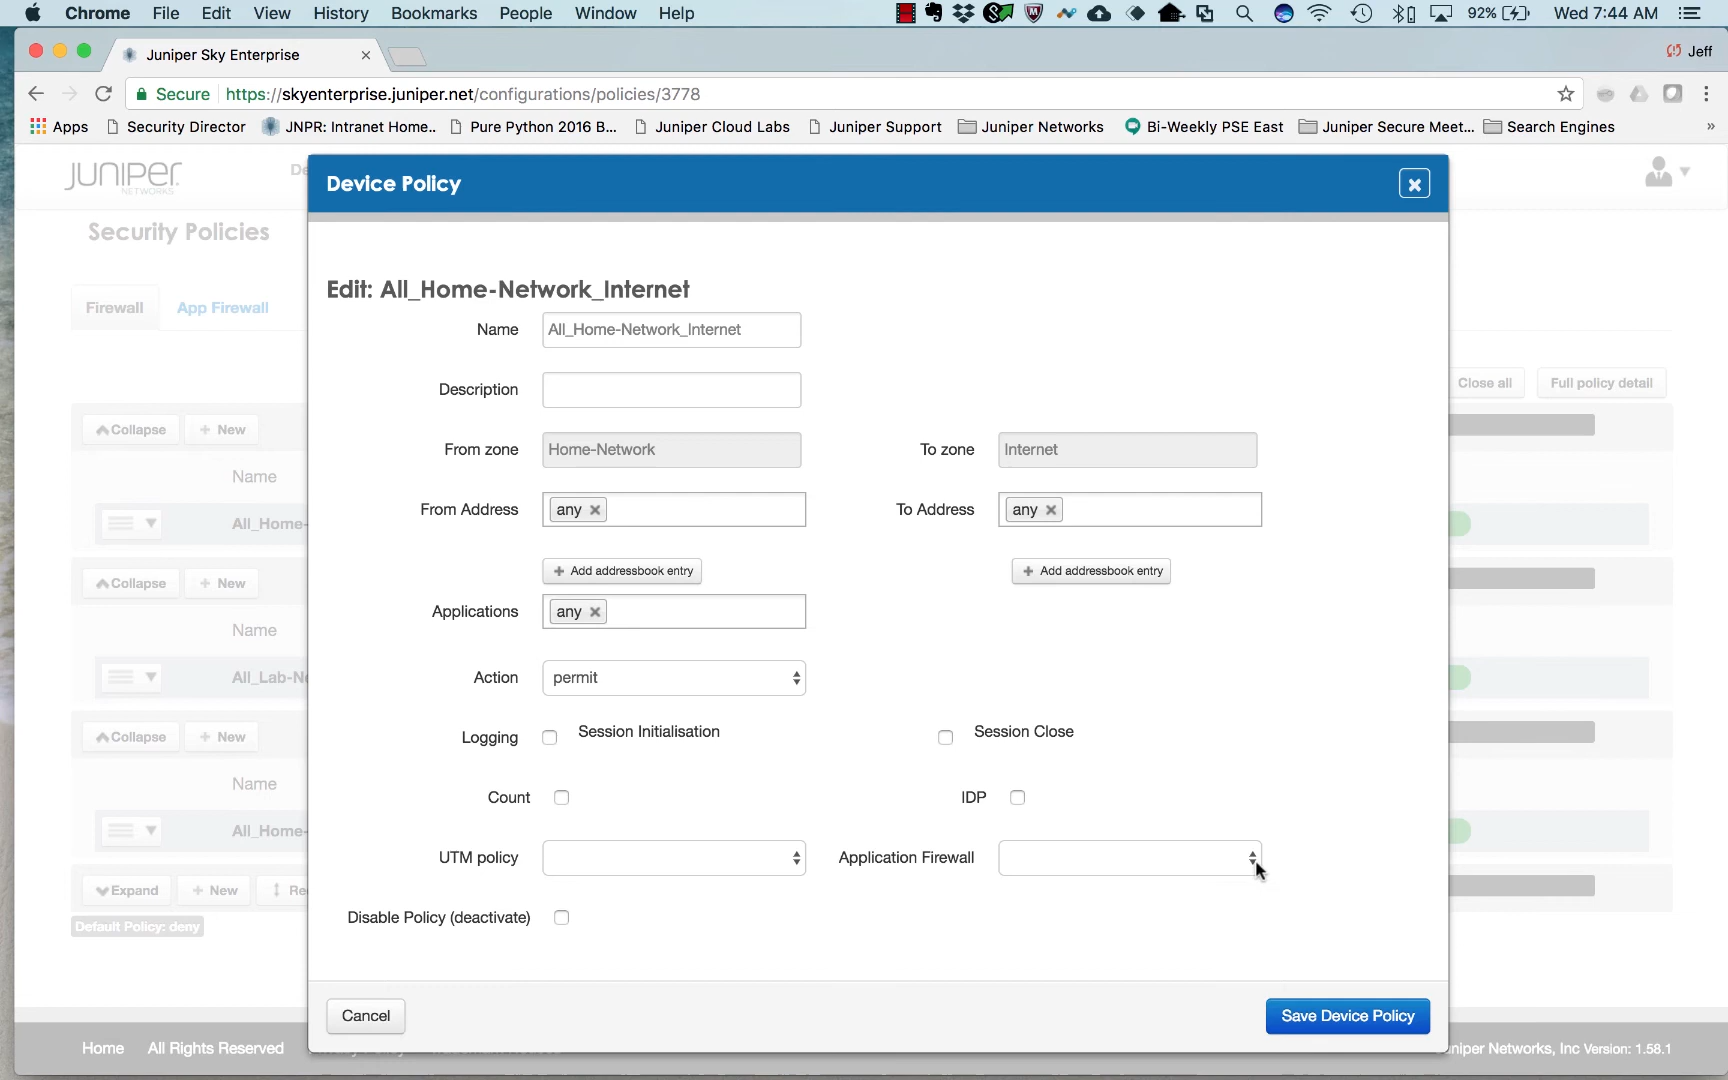 Chrome File Edit View History Bookmarks People Window Help 92% Wed 7:44 AM
Juniper Sky Enterprise Jeff
Secure https://skyenterprise.juniper.net/configurations/policies/3778
Apps Security Director JNPR: Intranet Home.. Pure Python 2016 B... Juniper Cloud Labs Juniper Support Juniper Networks Bi-Weekly PSE East Juniper Secure Meet... Search Engines »
JUNIPER De
NETWORKS
Device Policy
Security Policies
Edit: All_Home-Network_Internet
Firewall App Firewall
Name All_Home-Network_Internet
Description
Close all Full policy detail
Collapse + New
From zone Home-Network To zone Internet
Name
From Address any To Address any
All_Home-
+ Add addressbook entry + Add addressbook entry
Collapse + New
Applications any
Name
Action permit
All_Lab-Ne
Logging Session Initialisation Session Close
Collapse + New
Name
Count IDP
All_Home-
UTM policy Application Firewall
Expand + New Re
Disable Policy (deactivate)
Default Policy: deny
Cancel Save Device Policy
Home All Rights Reserved uniper Networks, Inc Version: 1.58.1